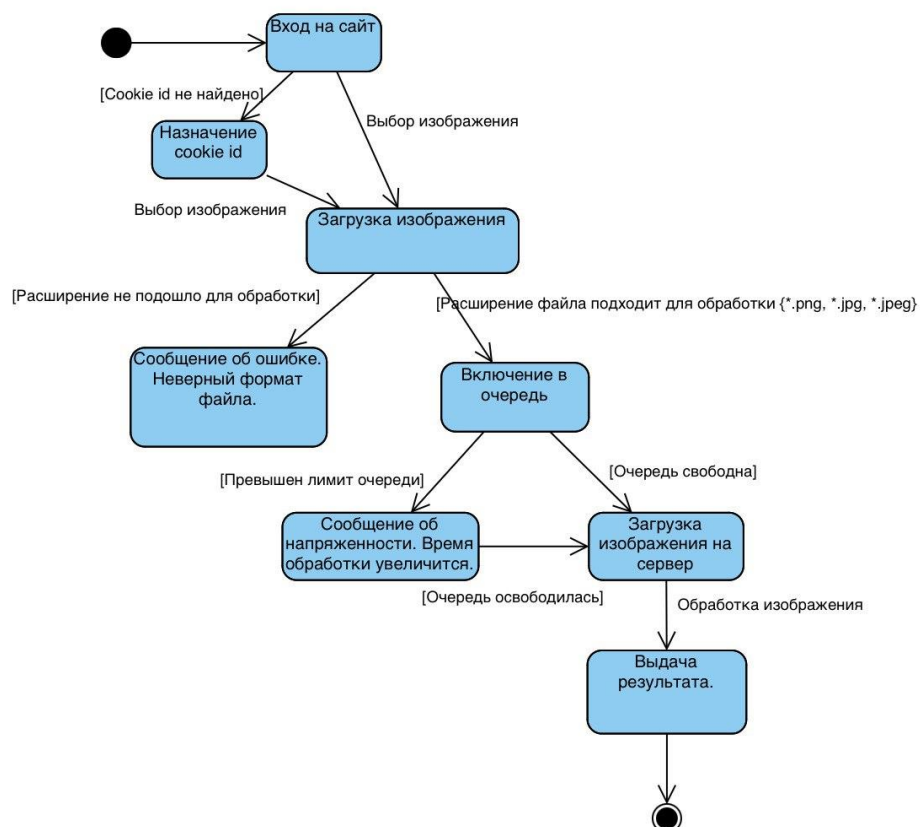 Вход на сайт
[Cookie id не найдено]
Выбор изображения
Назначение
cookie id
Выбор изображения
Загрузка изображения
[Расширение не подошло для обработки]
[Расширение файла подходит для обработки {*.png, *.jpg, *.jpeg}
Сообщение об ошибке.
Неверный формат
файла.
Включение в
очередь
[Превышен лимит очереди]
[Очередь свободна]
Сообщение об
напряженности. Время
обработки увеличится.
Загрузка
изображения на
сервер
[Очередь освободилась]
Обработка изображения
Выдача
результата.